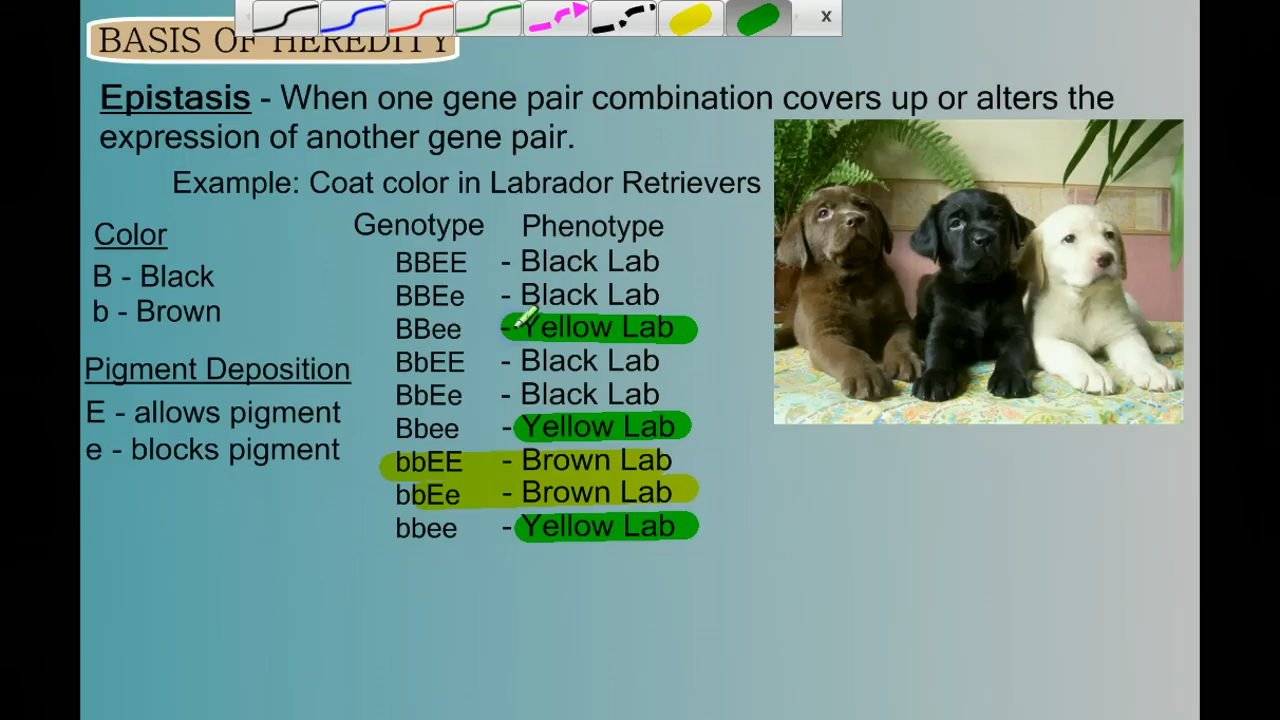 BASIS OF HEREDITY
x
Epistasis - When one gene pair combination covers up or alters the
expression of another gene pair.
Example: Coat color in Labrador Retrievers
Color
B - Black
b - Brown
Pigment Deposition
E - allows pigment
e - blocks pigment
Genotype Phenotype
BBEE - Black Lab
BBEe - Black Lab
BBee - Yellow Lab
BbEE - Black Lab
BbEe - Black Lab
Bbee - Yellow Lab
bbEE - Brown Lab
bbEe - Brown Lab
bbee - Yellow Lab